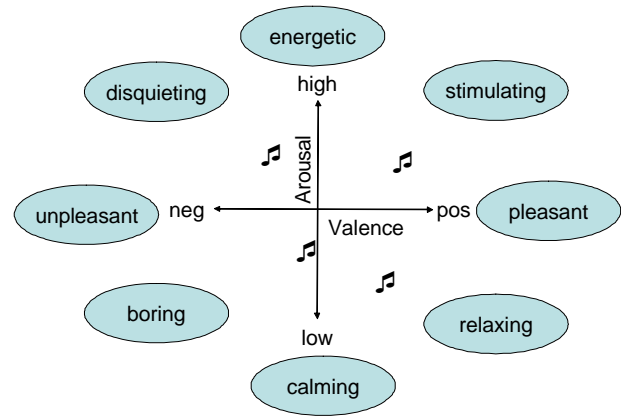 energetic
high
disquieting
stimulating
Arousal
unpleasant
neg
pos
pleasant
Valence
boring
relaxing
low
calming